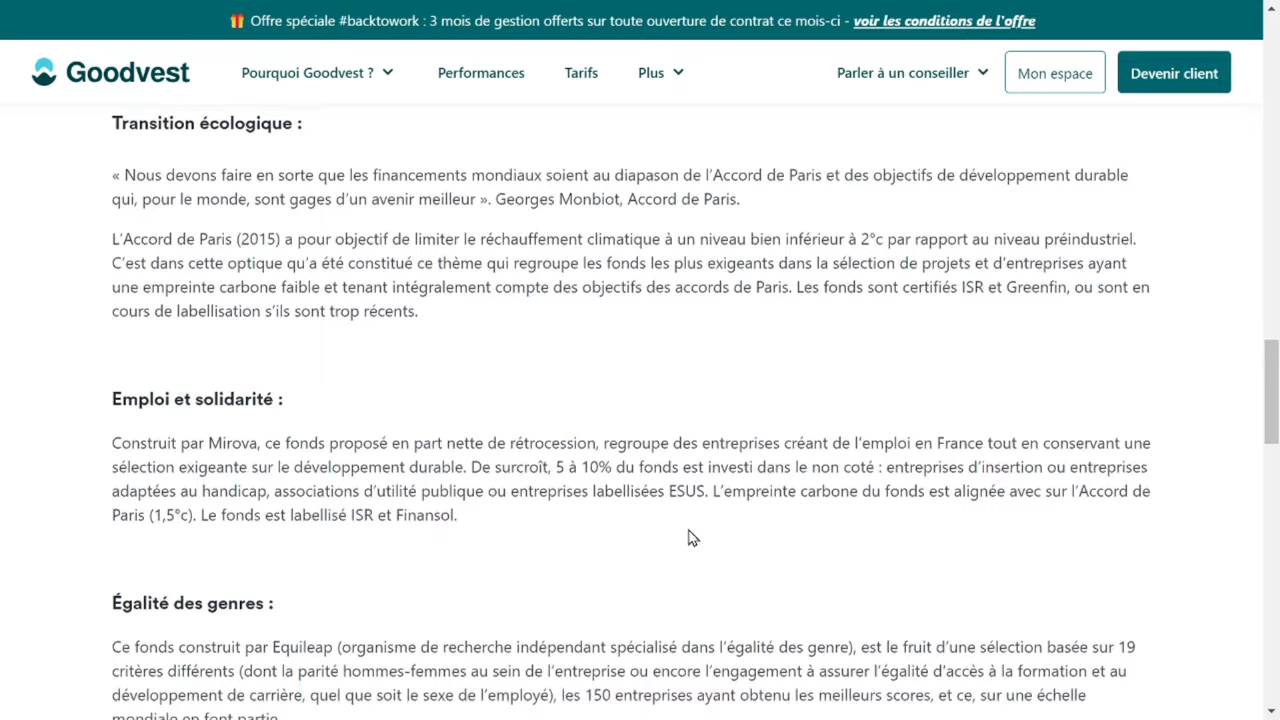 Offre spéciale #backtowork : 3 mois de gestion offerts sur toute ouverture de contrat ce mois-ci - voir les conditions de l'offre
Goodvest Pourquoi Goodvest ? Performances Tarifs Plus Parler à un conseiller Mon espace Devenir client
Transition écologique :
« Nous devons faire en sorte que les financements mondiaux soient au diapason de l'Accord de Paris et des objectifs de développement durable
qui, pour le monde, sont gages d'un avenir meilleur ». Georges Monbiot, Accord de Paris.
L'Accord de Paris (2015) a pour objectif de limiter le réchauffement climatique à un niveau bien inférieur à 2°c par rapport au niveau préindustriel.
C'est dans cette optique qu'a été constitué ce thème qui regroupe les fonds les plus exigeants dans la sélection de projets et d'entreprises ayant
une empreinte carbone faible et tenant intégralement compte des objectifs des accords de Paris. Les fonds sont certifiés ISR et Greenfin, ou sont en
cours de labellisation s'ils sont trop récents.
Emploi et solidarité :
Construit par Mirova, ce fonds proposé en part nette de rétrocession, regroupe des entreprises créant de l'emploi en France tout en conservant une
sélection exigeante sur le développement durable. De surcroît, 5 à 10% du fonds est investi dans le non coté : entreprises d'insertion ou entreprises
adaptées au handicap, associations d'utilité publique ou entreprises labellisées ESUS. L'empreinte carbone du fonds est alignée avec sur l'Accord de
Paris (1,5°c). Le fonds est labellisé ISR et Finansol.
Égalité des genres :
Ce fonds construit par Equileap (organisme de recherche indépendant spécialisé dans l'égalité des genre), est le fruit d'une sélection basée sur 19
critères différents (dont la parité hommes-femmes au sein de l'entreprise ou encore l'engagement à assurer l'égalité d'accès à la formation et au
développement de carrière, quel que soit le sexe de l'employé), les 150 entreprises ayant obtenu les meilleurs scores, et ce, sur une échelle
mondiale en font partie.